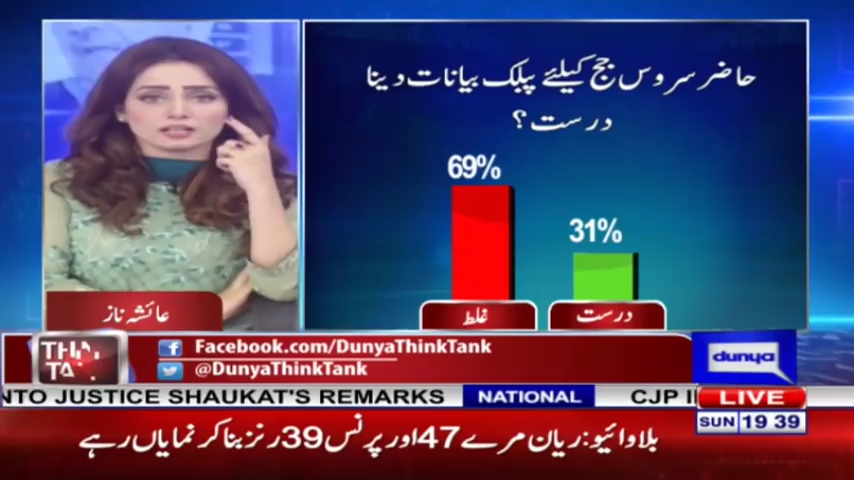 حاضر سروس جج کیلئے پبلک بیانات دینا
درست؟
69%
31%
غلط
درست
عائشہ ناز
THI
TA
Facebook.com/DunyaThinkTank
@DunyaThinkTank
dunya
NTO JUSTICE SHAUKAT'S REMARKS NATIONAL CJP I
LIVE
SUN 19 39
بلاوائیو: ریان مرے 47 اور پرنس 39 رنز بنا کر نمایاں رہے